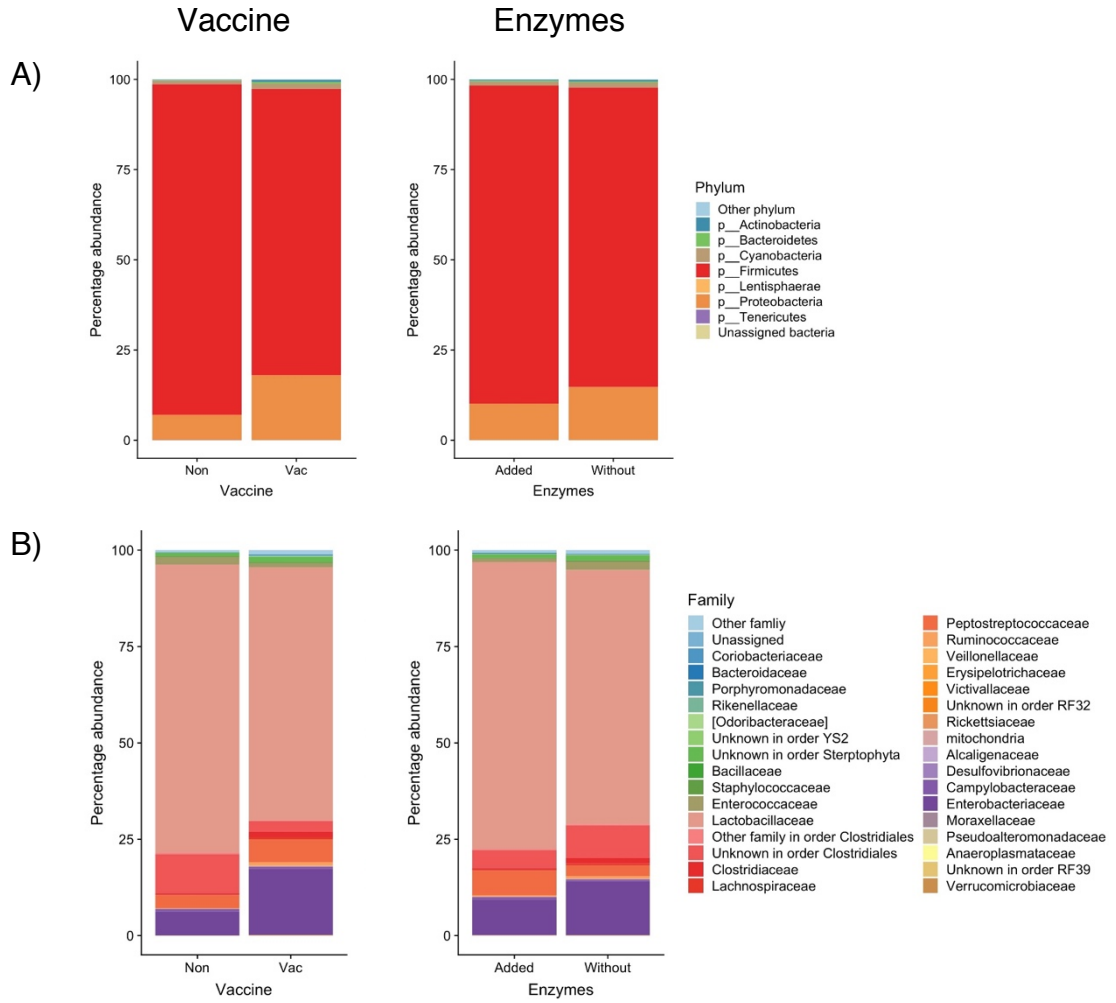 Vaccine
Enzymes
A)
100
75
50
25
0
Percentage abundance
Non
Vac
Vaccine
100
75
50
25
0
Percentage abundance
Added
Without
Enzymes
Phylum
Other phylum
p__Actinobacteria
p__Bacteroidetes
p__Cyanobacteria
p__Firmicutes
p__Lentisphaerae
p__Proteobacteria
p__Tenericutes
Unassigned bacteria
B)
100
75
50
25
0
Percentage abundance
Non
Vac
Vaccine
100
75
50
25
0
Percentage abundance
Added
Without
Enzymes
Family
Other famliy
Unassigned
Coriobacteriaceae
Bacteroidaceae
Porphyromonadaceae
Rikenellaceae
[Odoribacteraceae]
Unknown in order YS2
Unknown in order Sterptophyta
Bacillaceae
Staphylococcaceae
Enterococcaceae
Lactobacillaceae
Other family in order Clostridiales
Unknown in order Clostridiales
Clostridiaceae
Lachnospiraceae
Peptostreptococcaceae
Ruminococcaceae
Veillonellaceae
Erysipelotrichaceae
Victivallaceae
Unknown in order RF32
Rickettsiaceae
mitochondria
Alcaligenaceae
Desulfovibrionaceae
Campylobacteraceae
Enterobacteriaceae
Moraxellaceae
Pseudoalteromonadaceae
Anaeroplasmataceae
Unknown in order RF39
Verrucomicrobiaceae